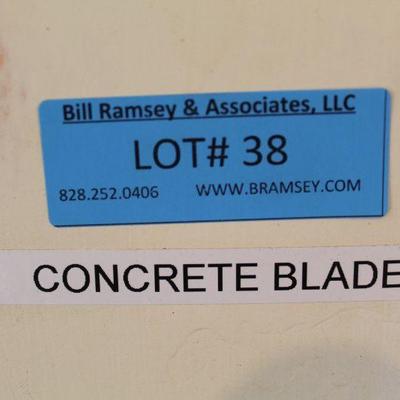 Bill Ramsey & Associates, LLC
LOT# 38
828.252.0406 WWW.BRAMSEY.COM
CONCRETE BLADE